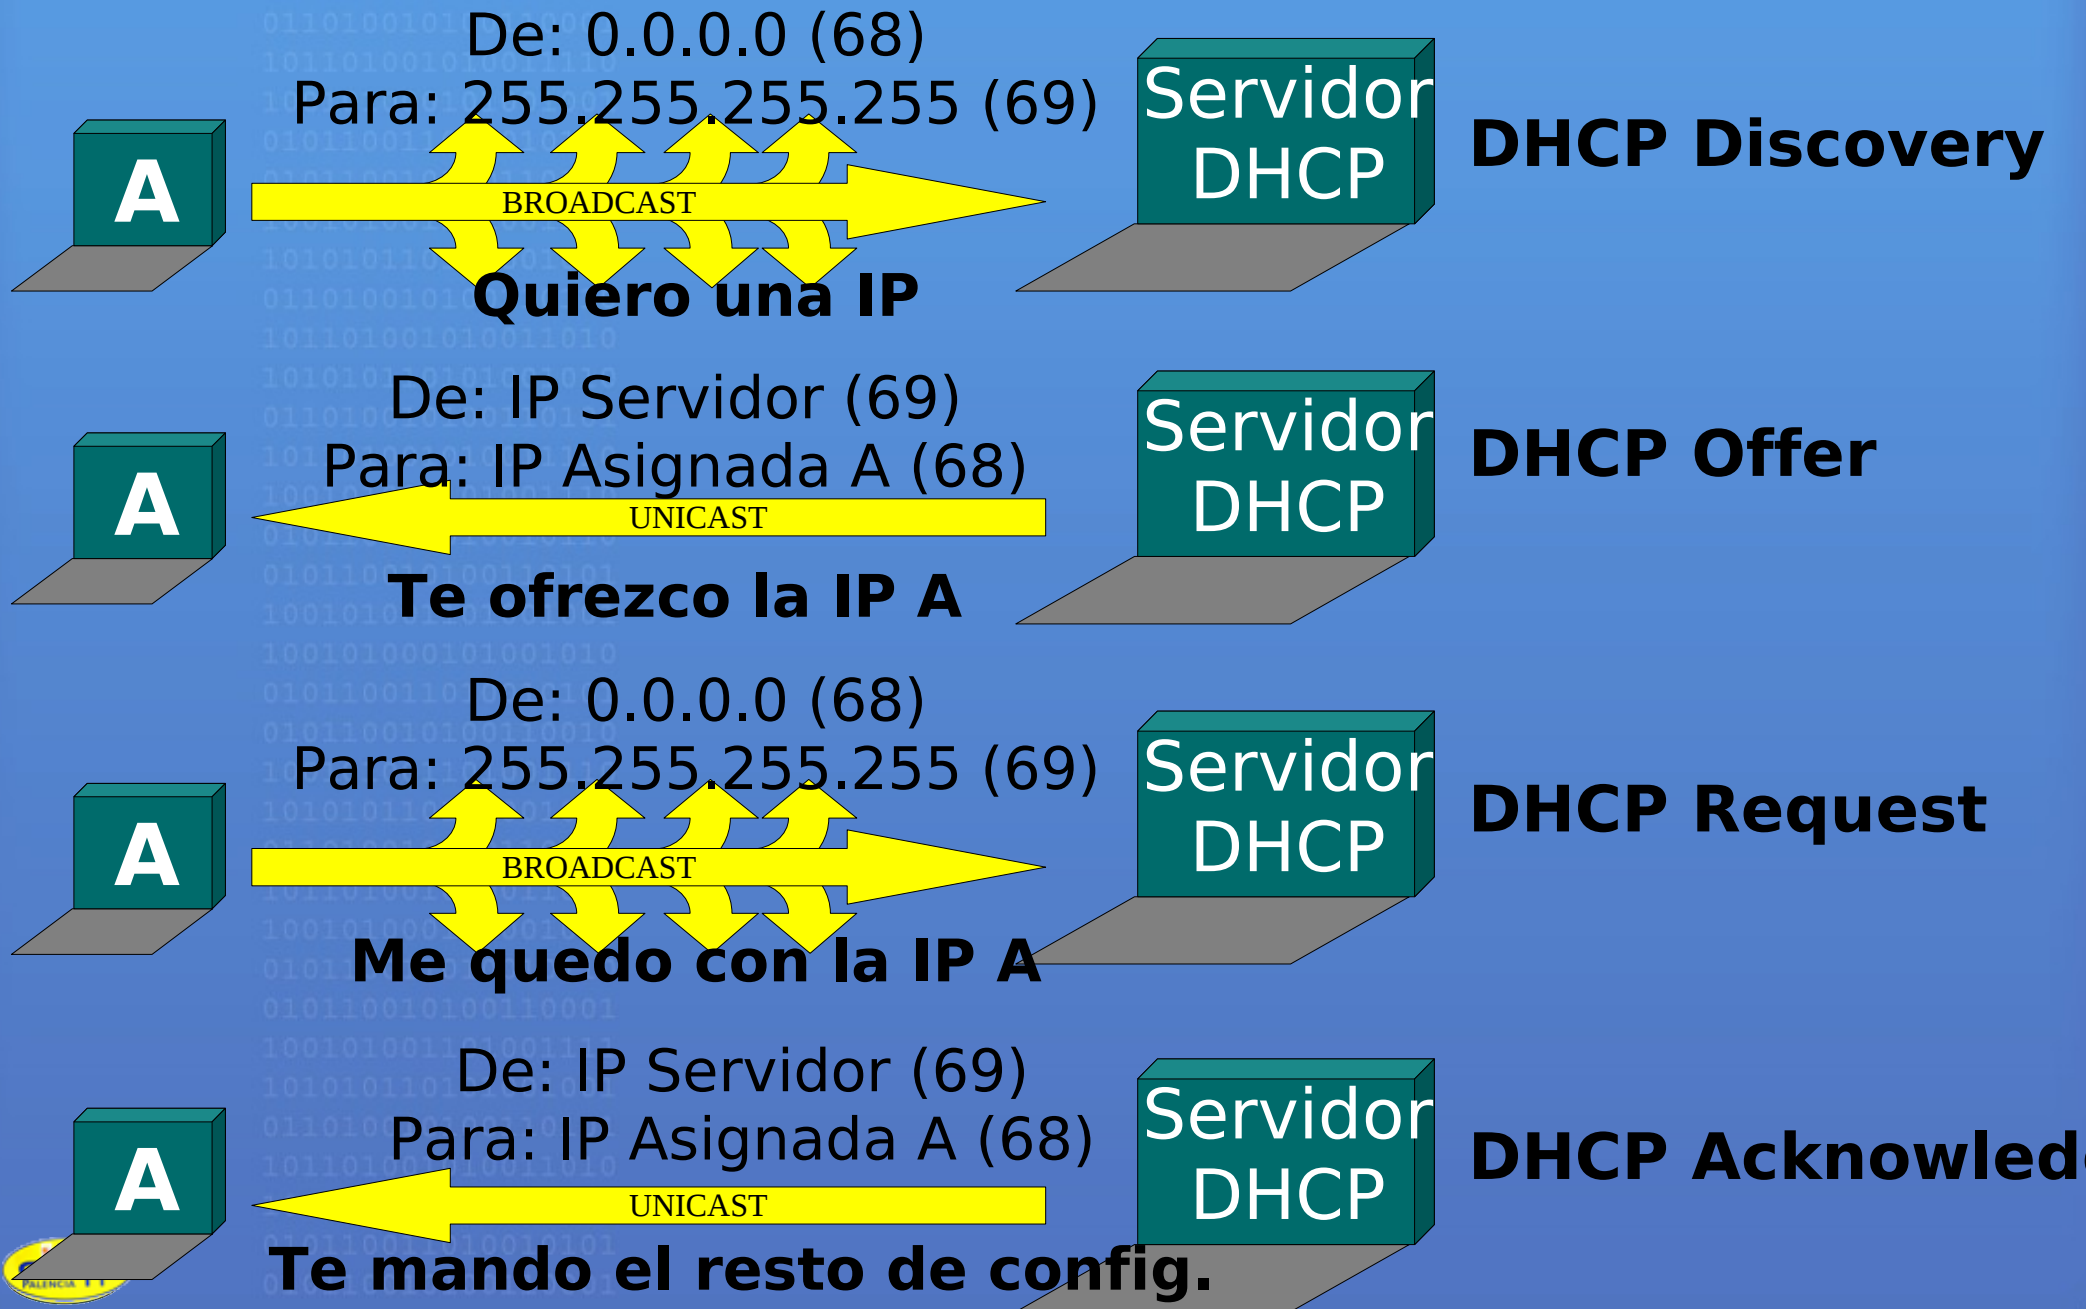 De: 0.0.0.0 (68)
Para: 255.255.255.255 (69)
A
BROADCAST
Quiero una IP
Servidor
DHCP
DHCP Discovery
De: IP Servidor (69)
Para: IP Asignada A (68)
A
UNICAST
Te ofrezco la IP A
Servidor
DHCP
DHCP Offer
De: 0.0.0.0 (68)
Para: 255.255.255.255 (69)
A
BROADCAST
Me quedo con la IP A
Servidor
DHCP
DHCP Request
De: IP Servidor (69)
Para: IP Asignada A (68)
A
UNICAST
Te mando el resto de config.
Servidor
DHCP
DHCP
PALENCIA